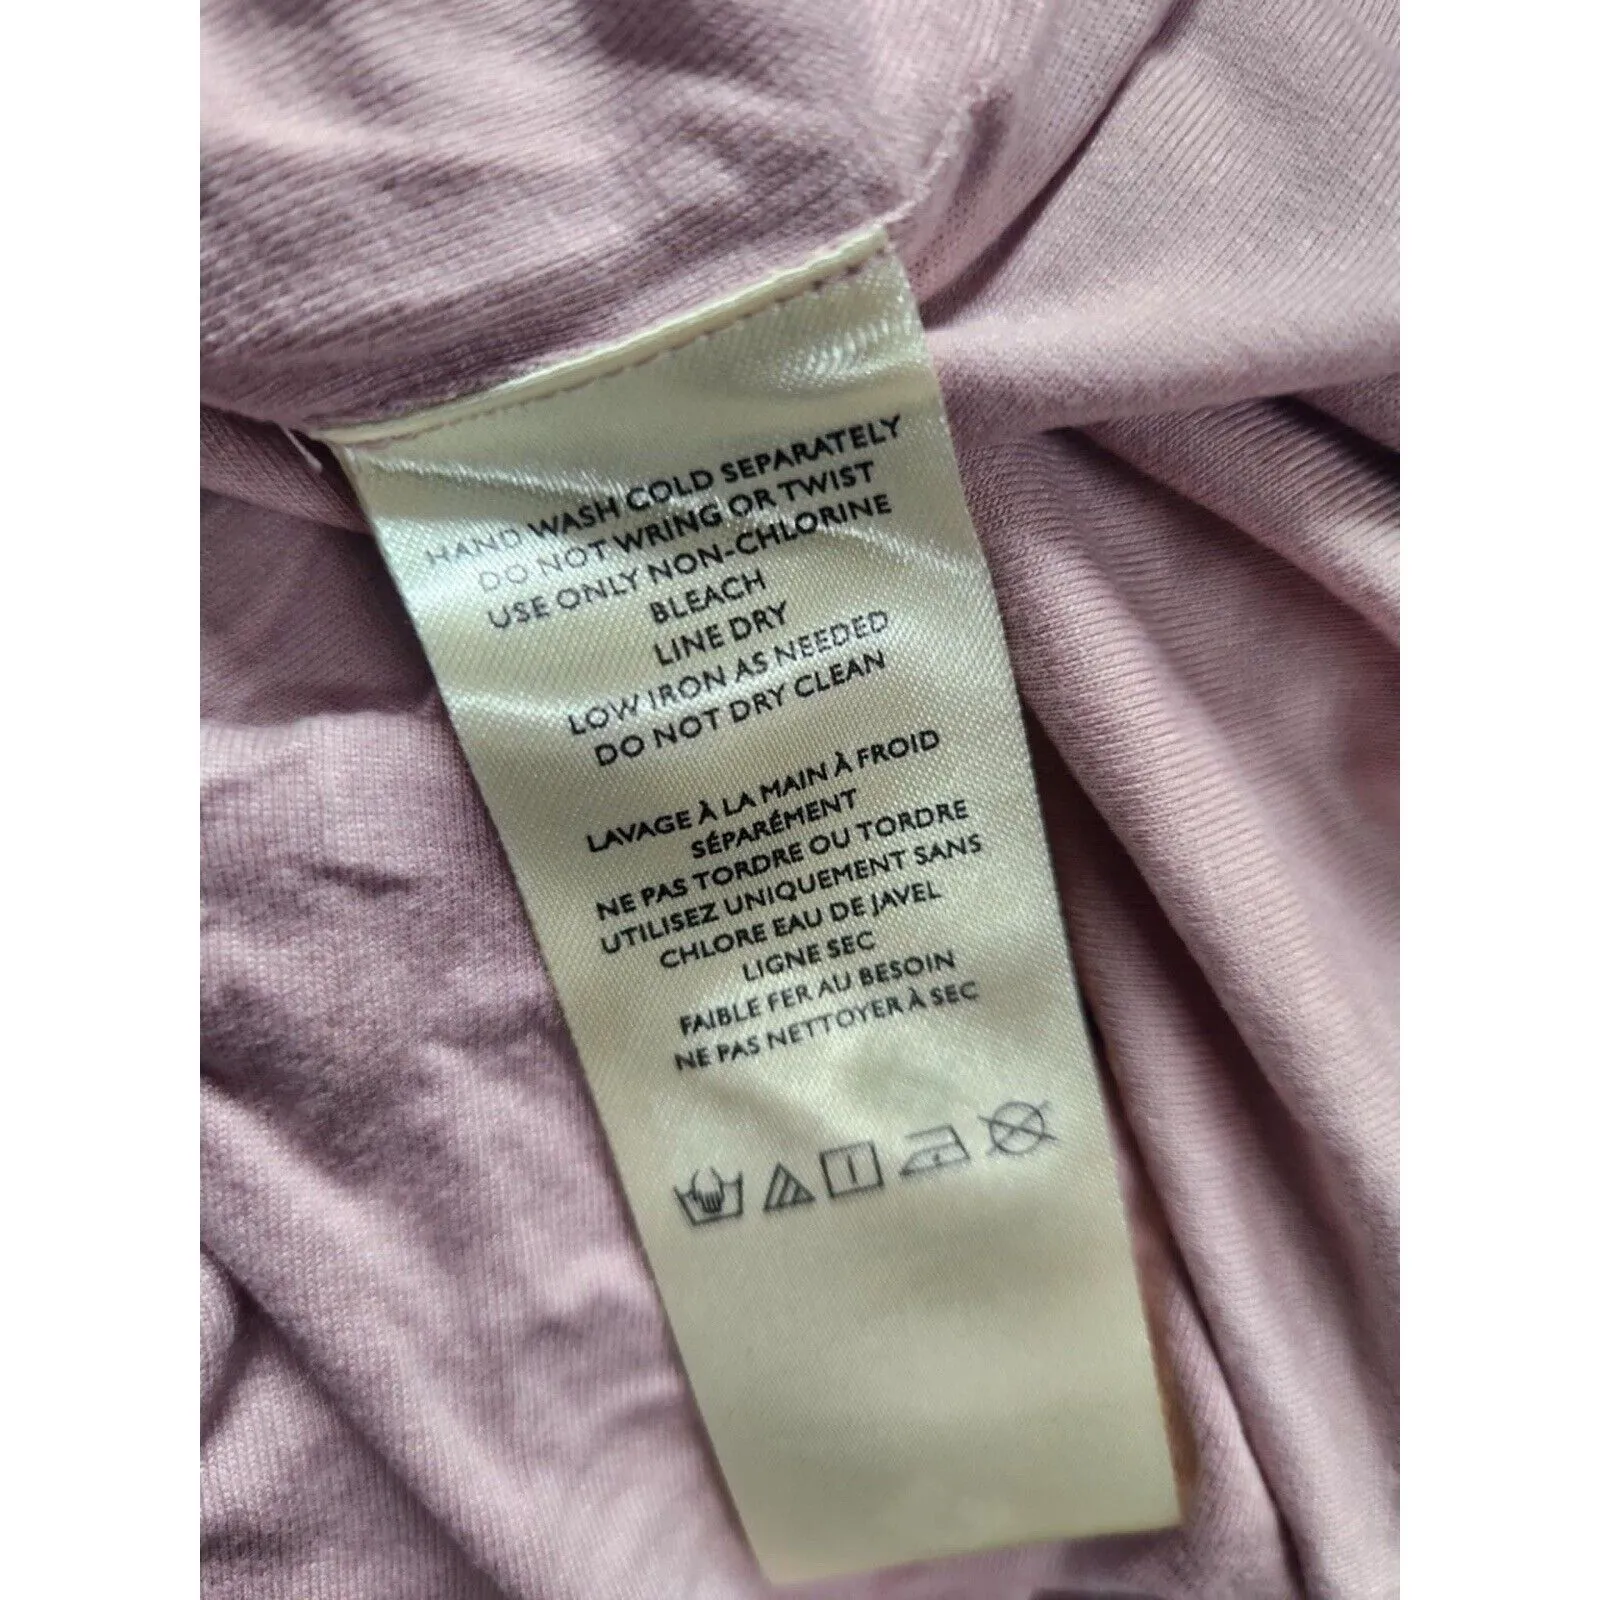 HAND WASH COLD SEPARATELY
DO NOT WRING OR TWIST
USE ONLY NON-CHLORINE
BLEACH
LINE DRY
LOW IRON AS NEEDED
DO NOT DRY CLEAN
LAVAGE À LA MAIN À FROID
SÉPARÉMENT
NE PAS TORDRE OU TORDRE
UTILISEZ UNIQUEMENT SANS
CHLORE EAU DE JAVEL
LIGNE SEC
FAIBLE FER AU BESOIN
NE PAS NETTOYER À SEC